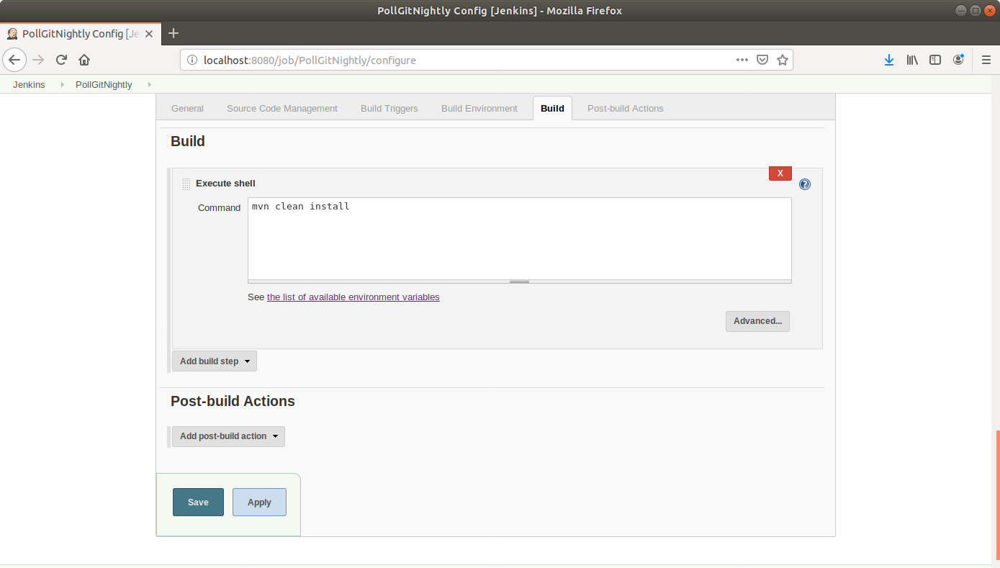 PollGitNightly Config [Jenkins] - Mozilla Firefox
PollGitNightly Config [Je
localhost:8080/job/PollGitNightly/configure
Jenkins PollGitNightly
General Source Code Management Build Triggers Build Environment Build Post-build Actions
Build
X
Execute shell ?
Command mvn clean install
See the list of available environment variables
Advanced...
Add build step
Post-build Actions
Add post-build action
Save Apply